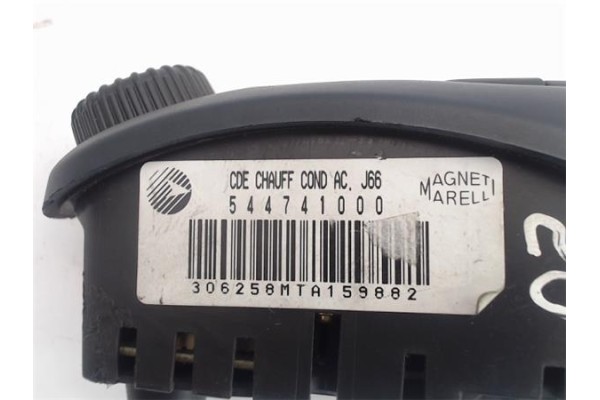 CDE CHAUFF COND AC, J66
544741000
MAGNETI
MARELLI
306258MTA159882